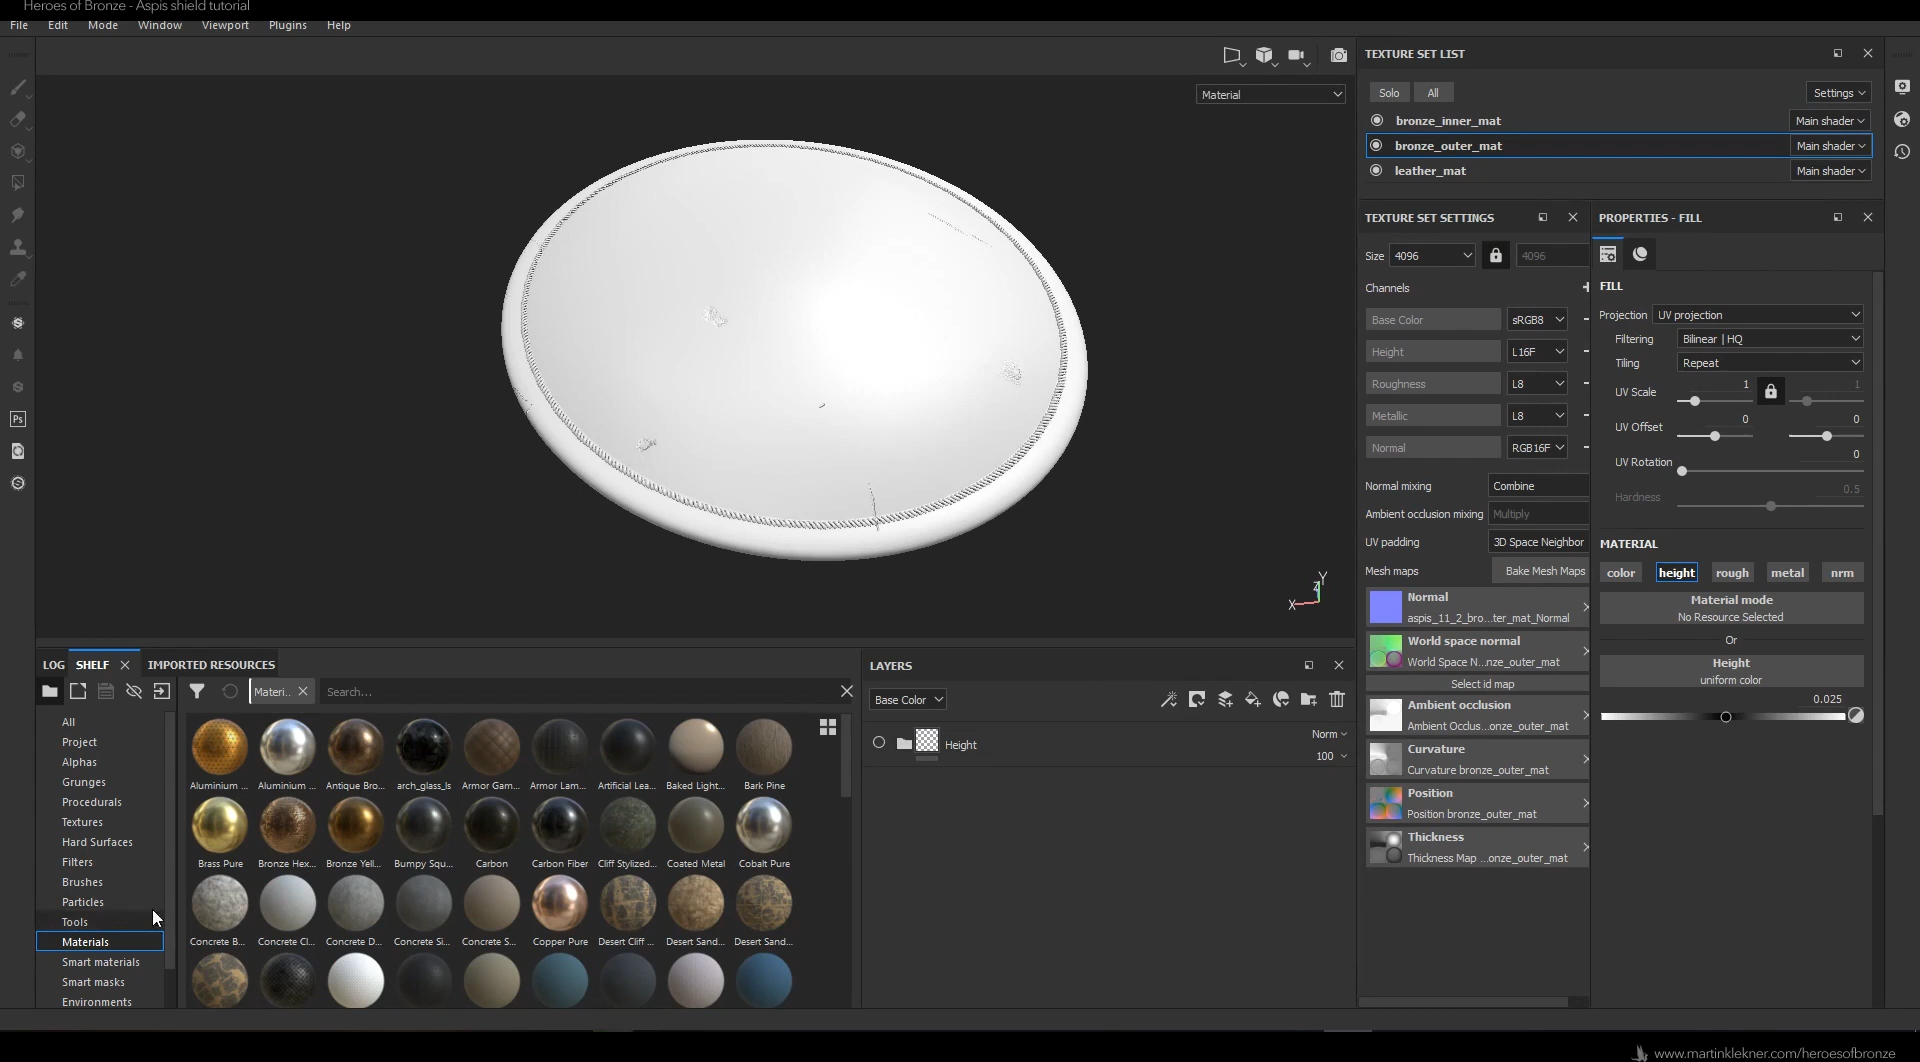 Heroes of Bronze - Aspis shield tutorial
File Edit Mode Window Viewport Plugins Help
Material
TEXTURE SET LIST
Solo All Settings
bronze_inner_mat Main shader
bronze_outer_mat Main shader
leather_mat Main shader
TEXTURE SET SETTINGS
Size 4096 4096
Channels
Base Color sRGB8
Height L16F
Roughness L8
Metallic L8
Normal RGB16F
Normal mixing Combine
Ambient occlusion mixing Multiply
UV padding 3D Space Neighbor
Mesh maps Bake Mesh Maps
Normal
aspis_11_2_bro...ter_mat_Normal
World space normal
World Space N...nze_outer_mat
Select id map
Ambient occlusion
Ambient Occlus...onze_outer_mat
Curvature
Curvature bronze_outer_mat
Position
Position bronze_outer_mat
Thickness
Thickness Map ...onze_outer_mat
PROPERTIES - FILL
FILL
Projection UV projection
Filtering Bilinear | HQ
Tiling Repeat
UV Scale 1 1
UV Offset 0 0
UV Rotation 0
Hardness 0.5
MATERIAL
color height rough metal nrm
Material mode
No Resource Selected
Or
Height
uniform color
0.025
X Y Z
LOG SHELF IMPORTED RESOURCES
Materi.. Search...
All
Project
Alphas
Grunges
Procedurals
Textures
Hard Surfaces
Filters
Brushes
Particles
Tools
Materials
Smart materials
Smart masks
Environments
Aluminium ... Aluminium ... Antique Bro... arch_glass_ls Armor Gam... Armor Lam... Artificial Lea... Baked Light... Bark Pine
Brass Pure Bronze Hex... Bronze Yell... Bumpy Squ... Carbon Carbon Fiber Cliff Stylized... Coated Metal Cobalt Pure
Concrete B... Concrete Cl... Concrete D... Concrete Si... Concrete S... Copper Pure Desert Cliff ... Desert Sand... Desert Sand...
LAYERS
Base Color
Height Norm
100
Ps
www.martinklekner.com/heroesofbronze